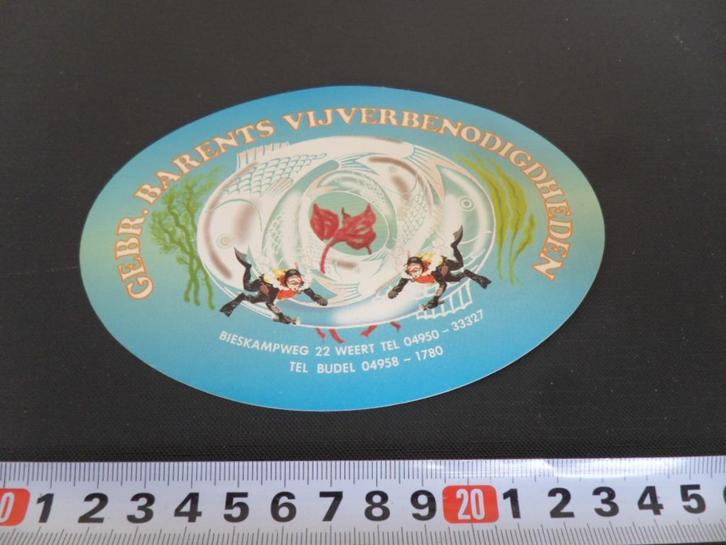 GEBR. BARENTS VIJVERBENODIGDHEDEN
BIESKAMPWEG 22 WEERT TEL 04950 - 33327
TEL BUDEL 04958 - 1780
0 1 2 3 4 5 6 7 8 9 20 1 2 3 4 5